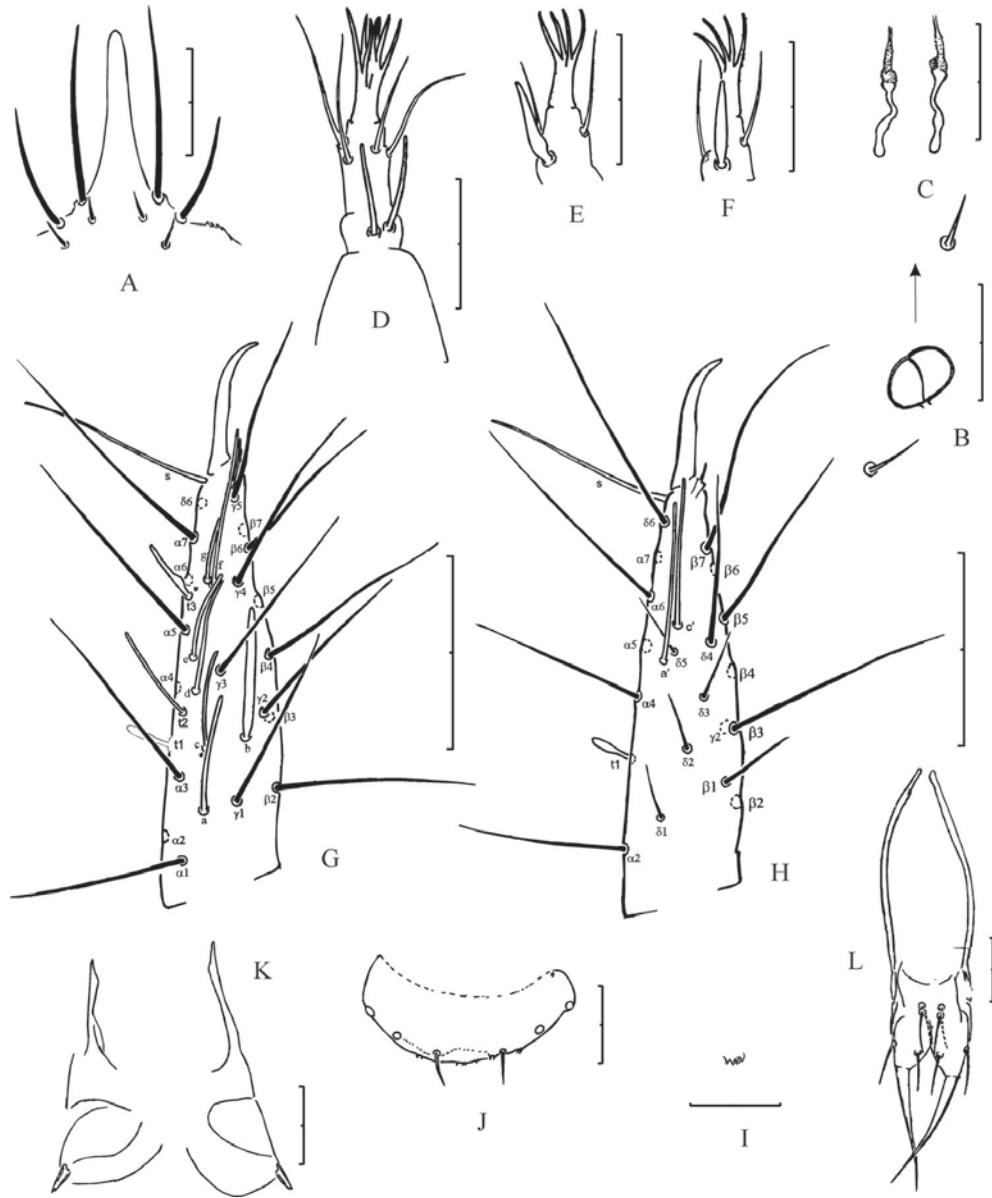 A
D
E
F
C
B
s
δ6
γ5
α7
β7
β6
g
f
α6
γ4
t3
β5
α5
e
γ3
β4
α4
d
γ2
β3
t2
t1
c
b
α3
a
γ1
β2
α2
α1
G
s
δ6
α7
β7
β6
α6
c'
β5
α5
δ5
δ4
a'
β4
α4
δ3
γ2
β3
t1
δ2
β1
β2
δ1
α2
H
K
J
I
L